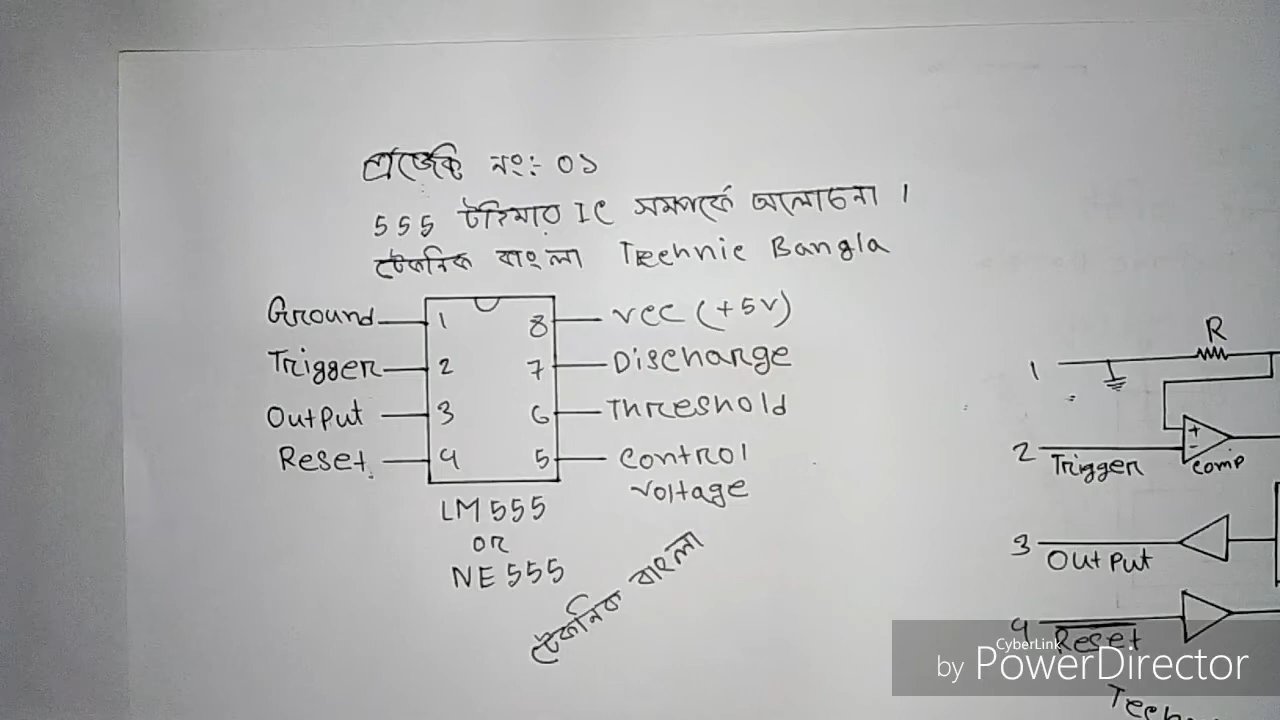 প্রজেক্ট নং:- ০১
555 টাইমার IC সম্পর্কে আলোচনা।
টেকনিক বাংলা Technic Bangla
Ground 1 8 VCC (+5V)
Trigger 2 7 Discharge
Output 3 6 Threshold
Reset 4 5 Control
Voltage
LM555
OR
NE555
টেকনিক বাংলা
R
1
+
-
2 Trigger Comp
3 Output
4 Reset
CyberLink
by PowerDirector